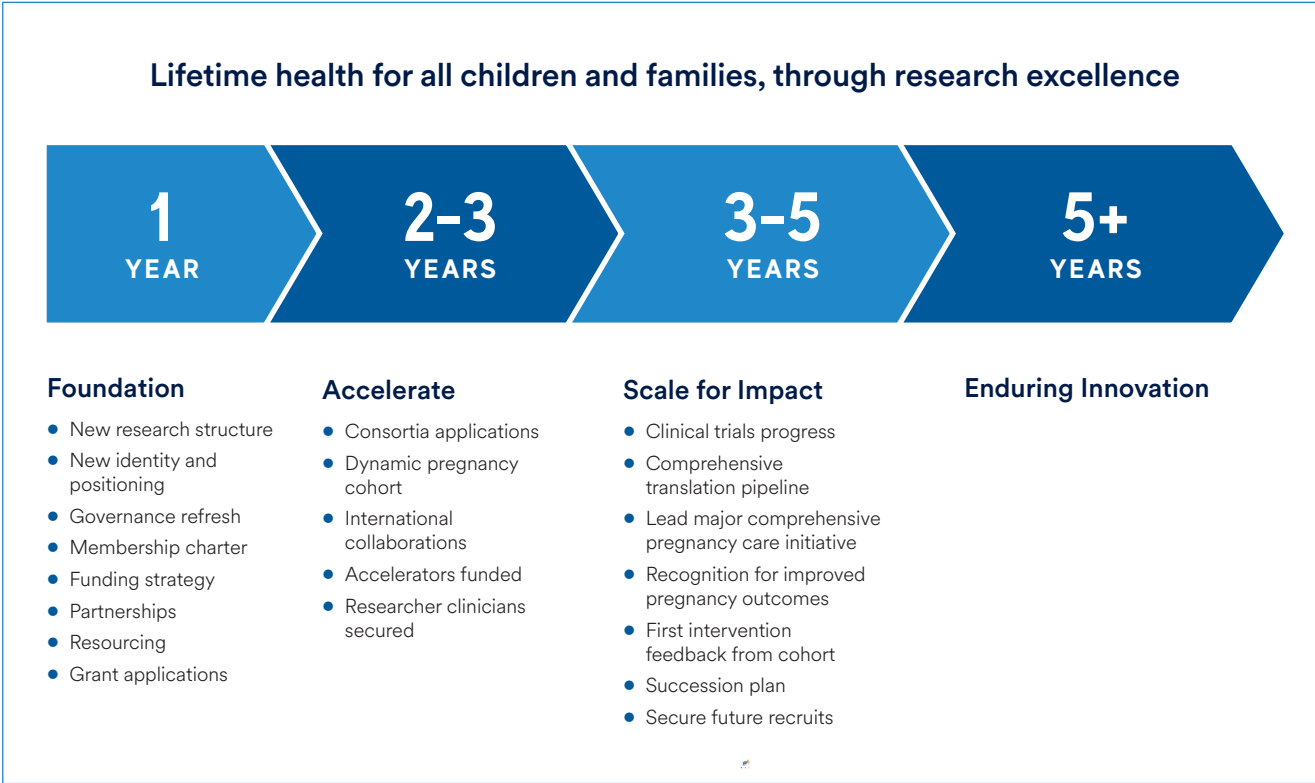 Lifetime health for all children and families, through research excellence
1
YEAR
2–3
YEARS
3–5
YEARS
5+
YEARS
Foundation
• New research structure
• New identity and
positioning
• Governance refresh
• Membership charter
• Funding strategy
• Partnerships
• Resourcing
• Grant applications
Accelerate
• Consortia applications
• Dynamic pregnancy
cohort
• International
collaborations
• Accelerators funded
• Researcher clinicians
secured
Scale for Impact
• Clinical trials progress
• Comprehensive
translation pipeline
• Lead major comprehensive
pregnancy care initiative
• Recognition for improved
pregnancy outcomes
• First intervention
feedback from cohort
• Succession plan
• Secure future recruits
Enduring Innovation